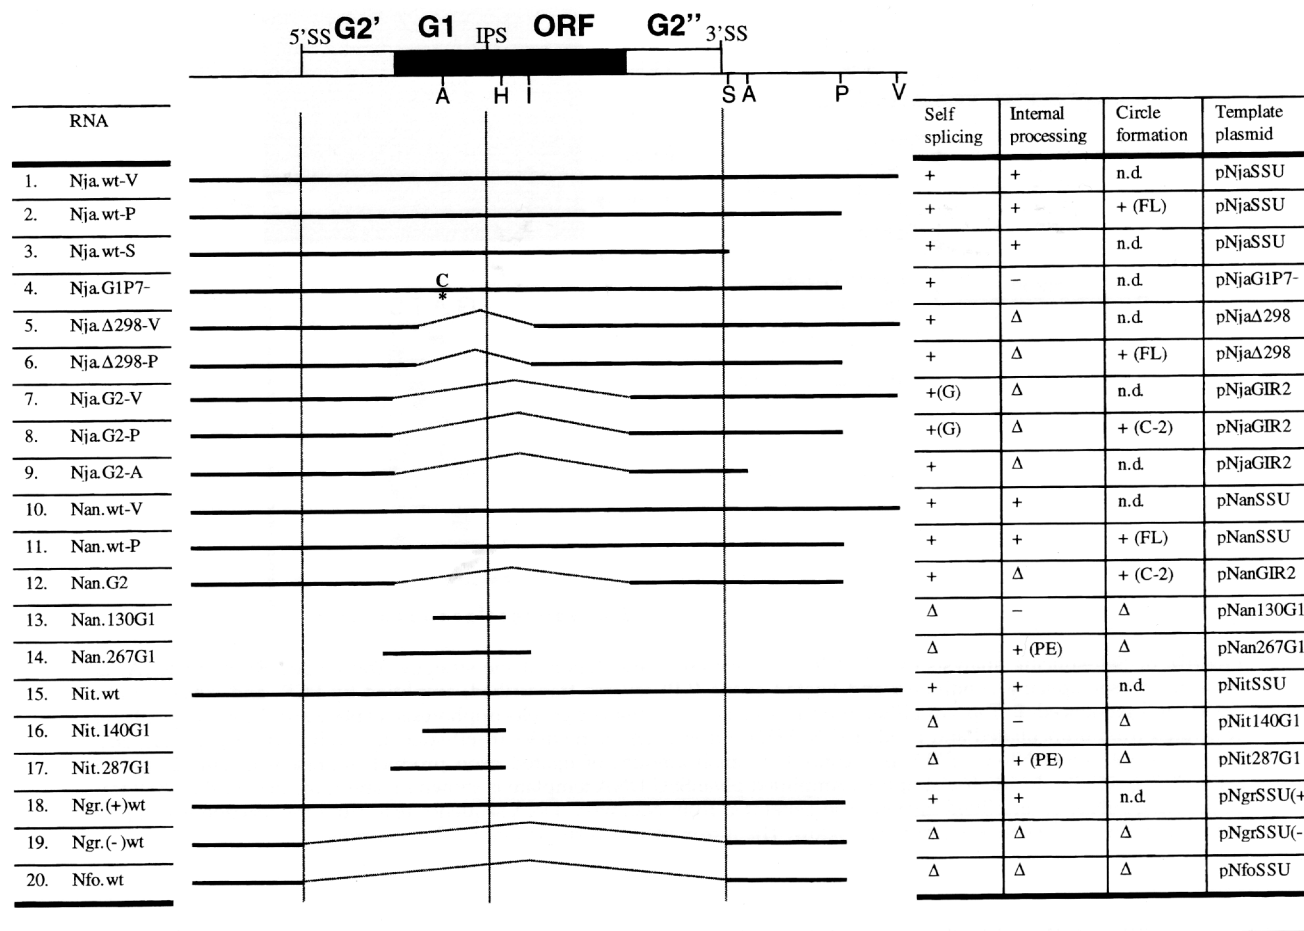 5'SS G2' G1 IPS ORF G2'' 3'SS
A H I S A P V
RNA Self splicing Internal processing Circle formation Template plasmid
1. Nja.wt-V + + n.d. pNjaSSU
2. Nja.wt-P + + + (FL) pNjaSSU
3. Nja.wt-S + + n.d. pNjaSSU
C
4. Nja.G1P7- * + − n.d. pNjaG1P7-
5. Nja.Δ298-V + Δ n.d. pNjaΔ298
6. Nja.Δ298-P + Δ + (FL) pNjaΔ298
7. Nja.G2-V +(G) Δ n.d. pNjaGIR2
8. Nja.G2-P +(G) Δ + (C-2) pNjaGIR2
9. Nja.G2-A + Δ n.d. pNjaGIR2
10. Nan.wt-V + + n.d. pNanSSU
11. Nan.wt-P + + + (FL) pNanSSU
12. Nan.G2 + Δ + (C-2) pNanGIR2
13. Nan.130G1 Δ − Δ pNan130G1
14. Nan.267G1 Δ + (PE) Δ pNan267G1
15. Nit.wt + + n.d. pNitSSU
16. Nit.140G1 Δ − Δ pNit140G1
17. Nit.287G1 Δ + (PE) Δ pNit287G1
18. Ngr.(+)wt + + n.d. pNgrSSU(+
19. Ngr.(-)wt Δ Δ Δ pNgrSSU(-
20. Nfo.wt Δ Δ Δ pNfoSSU